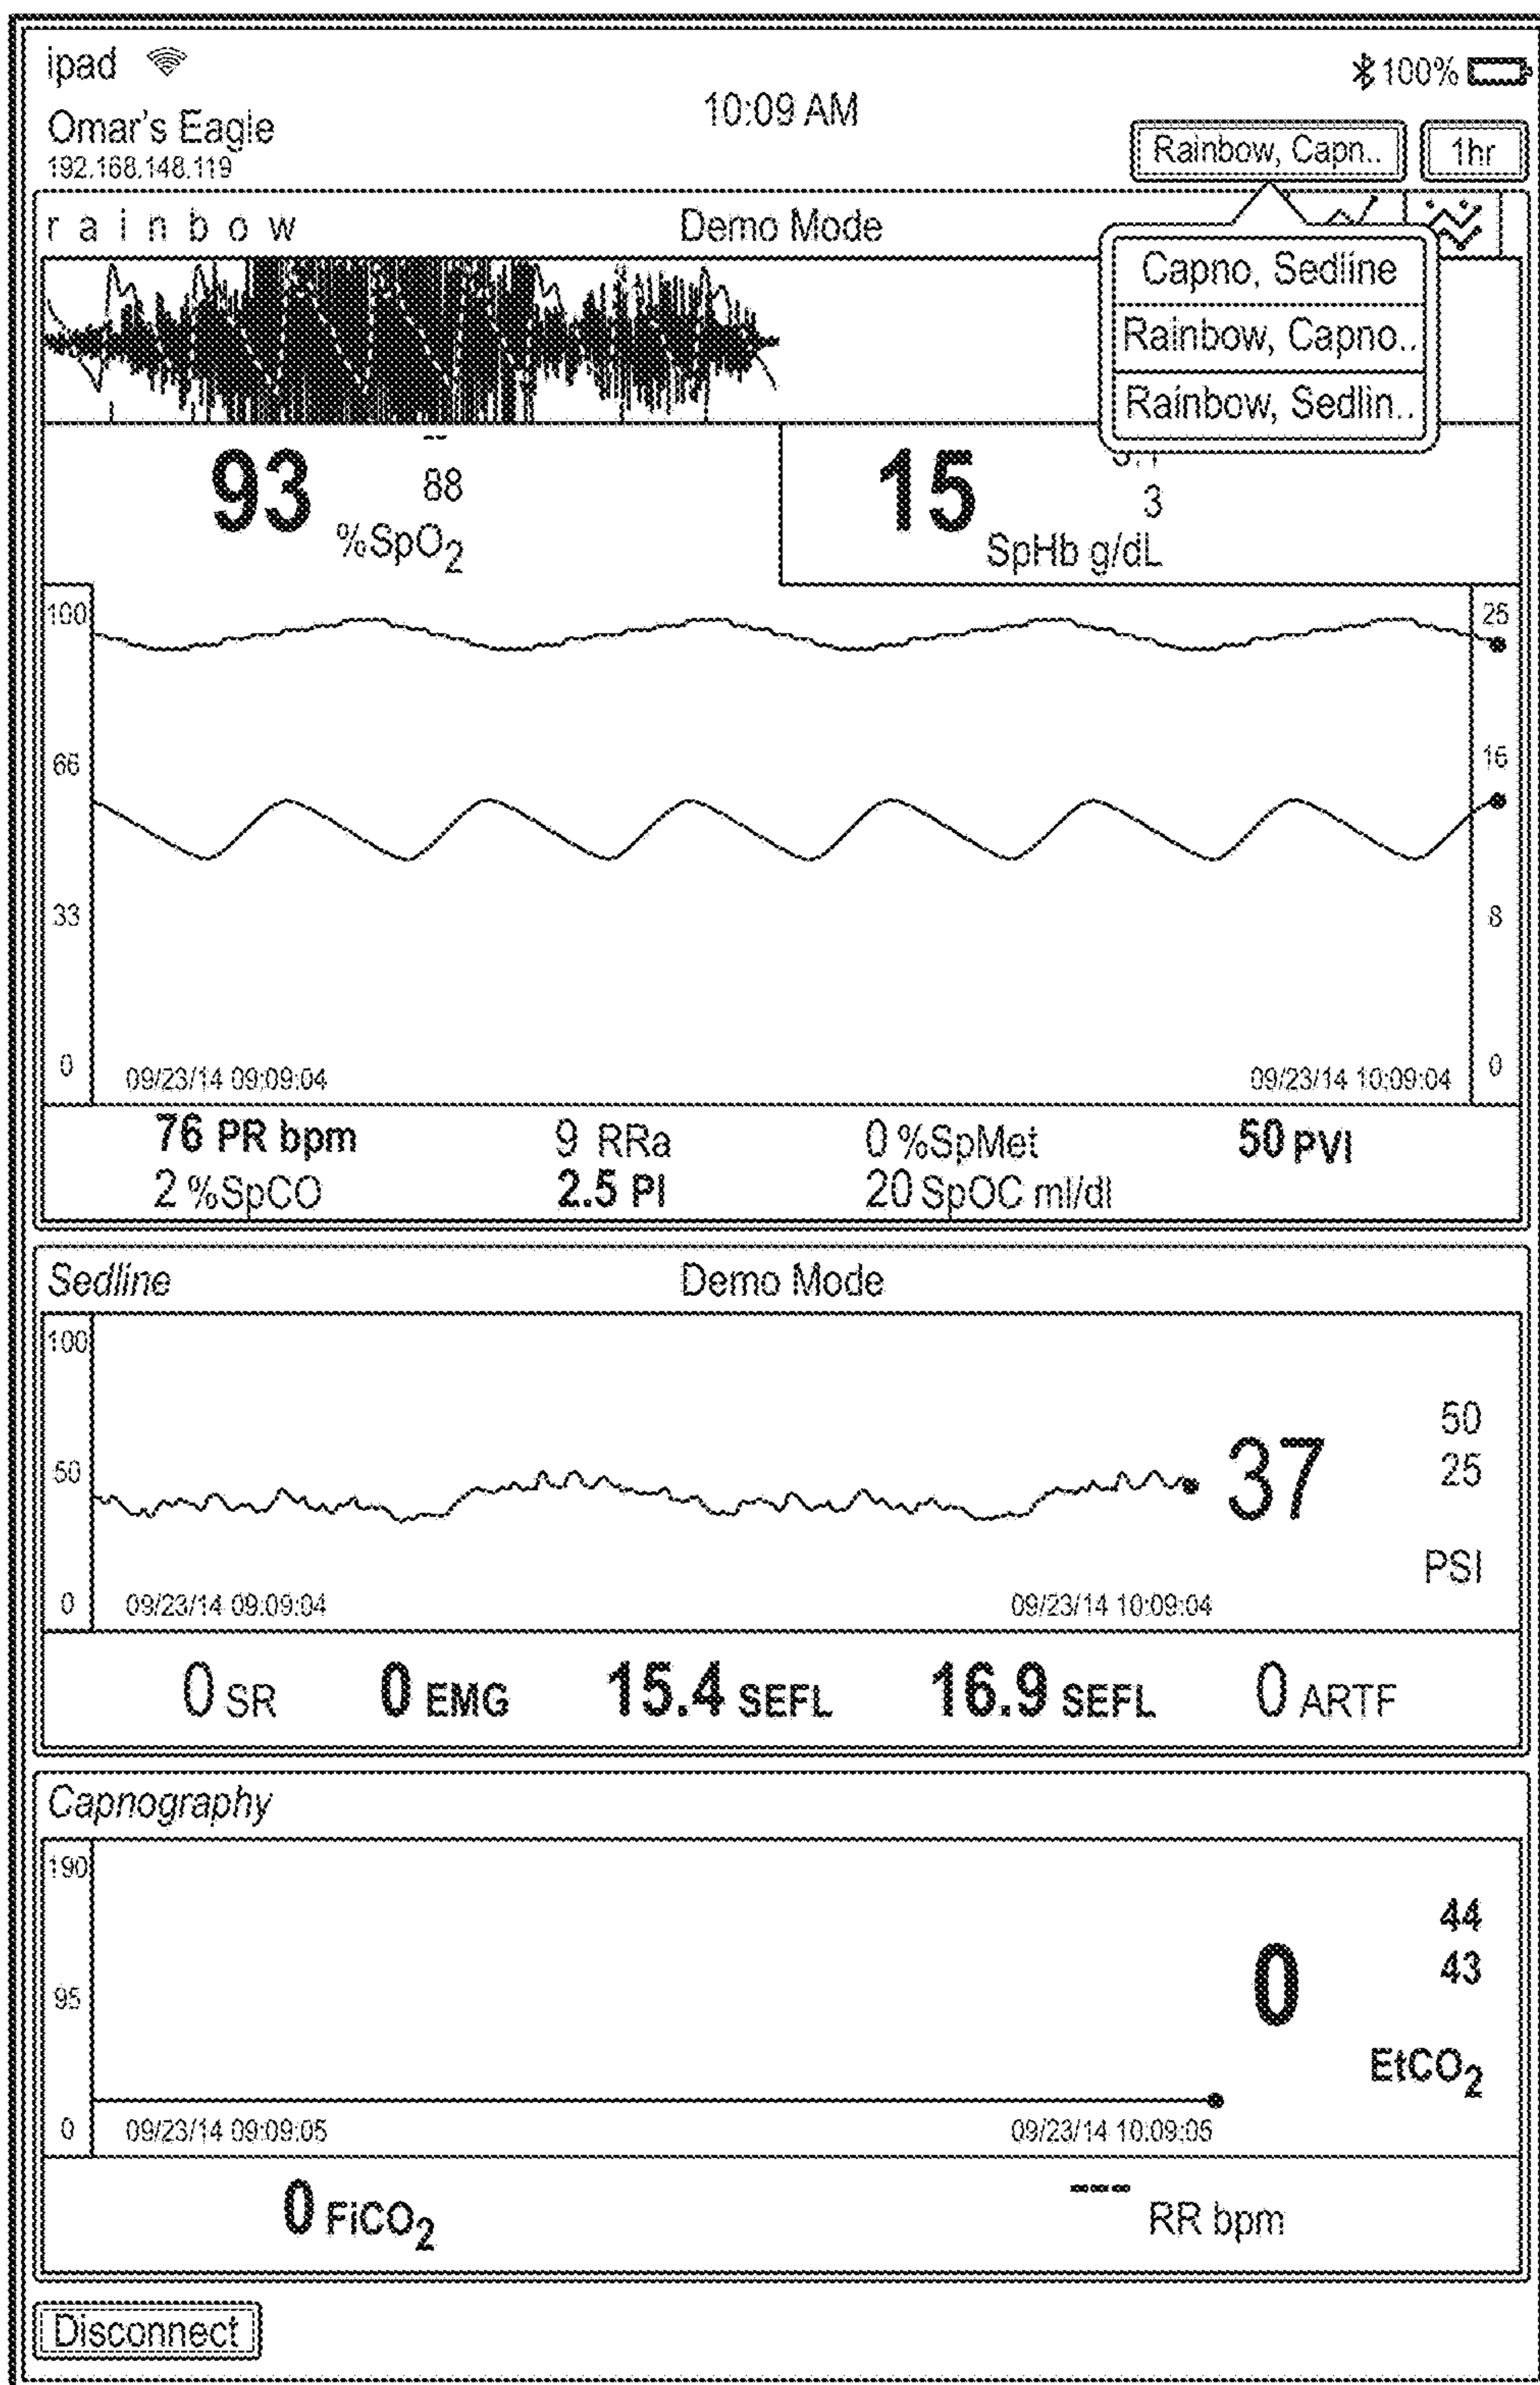 ipad
100%
10:09 AM
Omar's Eagle
192.168.148.119
Rainbow, Capn..
1hr
rainbow
Demo Mode
Capno, Sedline
Rainbow, Capno..
Rainbow, Sedlin..
93
88
%SpO2
15
3
SpHb g/dL
100
25
66
16
33
8
0
09/23/14 09:09:04
09/23/14 10:09:04
0
76 PR bpm
9 RRa
0 %SpMet
50 PVI
2 %SpCO
2.5 PI
20 SpOC ml/dl
Sedline
Demo Mode
100
50
25
50
37
PSI
0
09/23/14 09:09:04
09/23/14 10:09:04
0 SR
0 EMG
15.4 SEFL
16.9 SEFL
0 ARTF
Capnography
190
44
43
95
0
EtCO2
0
09/23/14 09:09:05
09/23/14 10:09:05
0 FiCO2
--- RR bpm
Disconnect